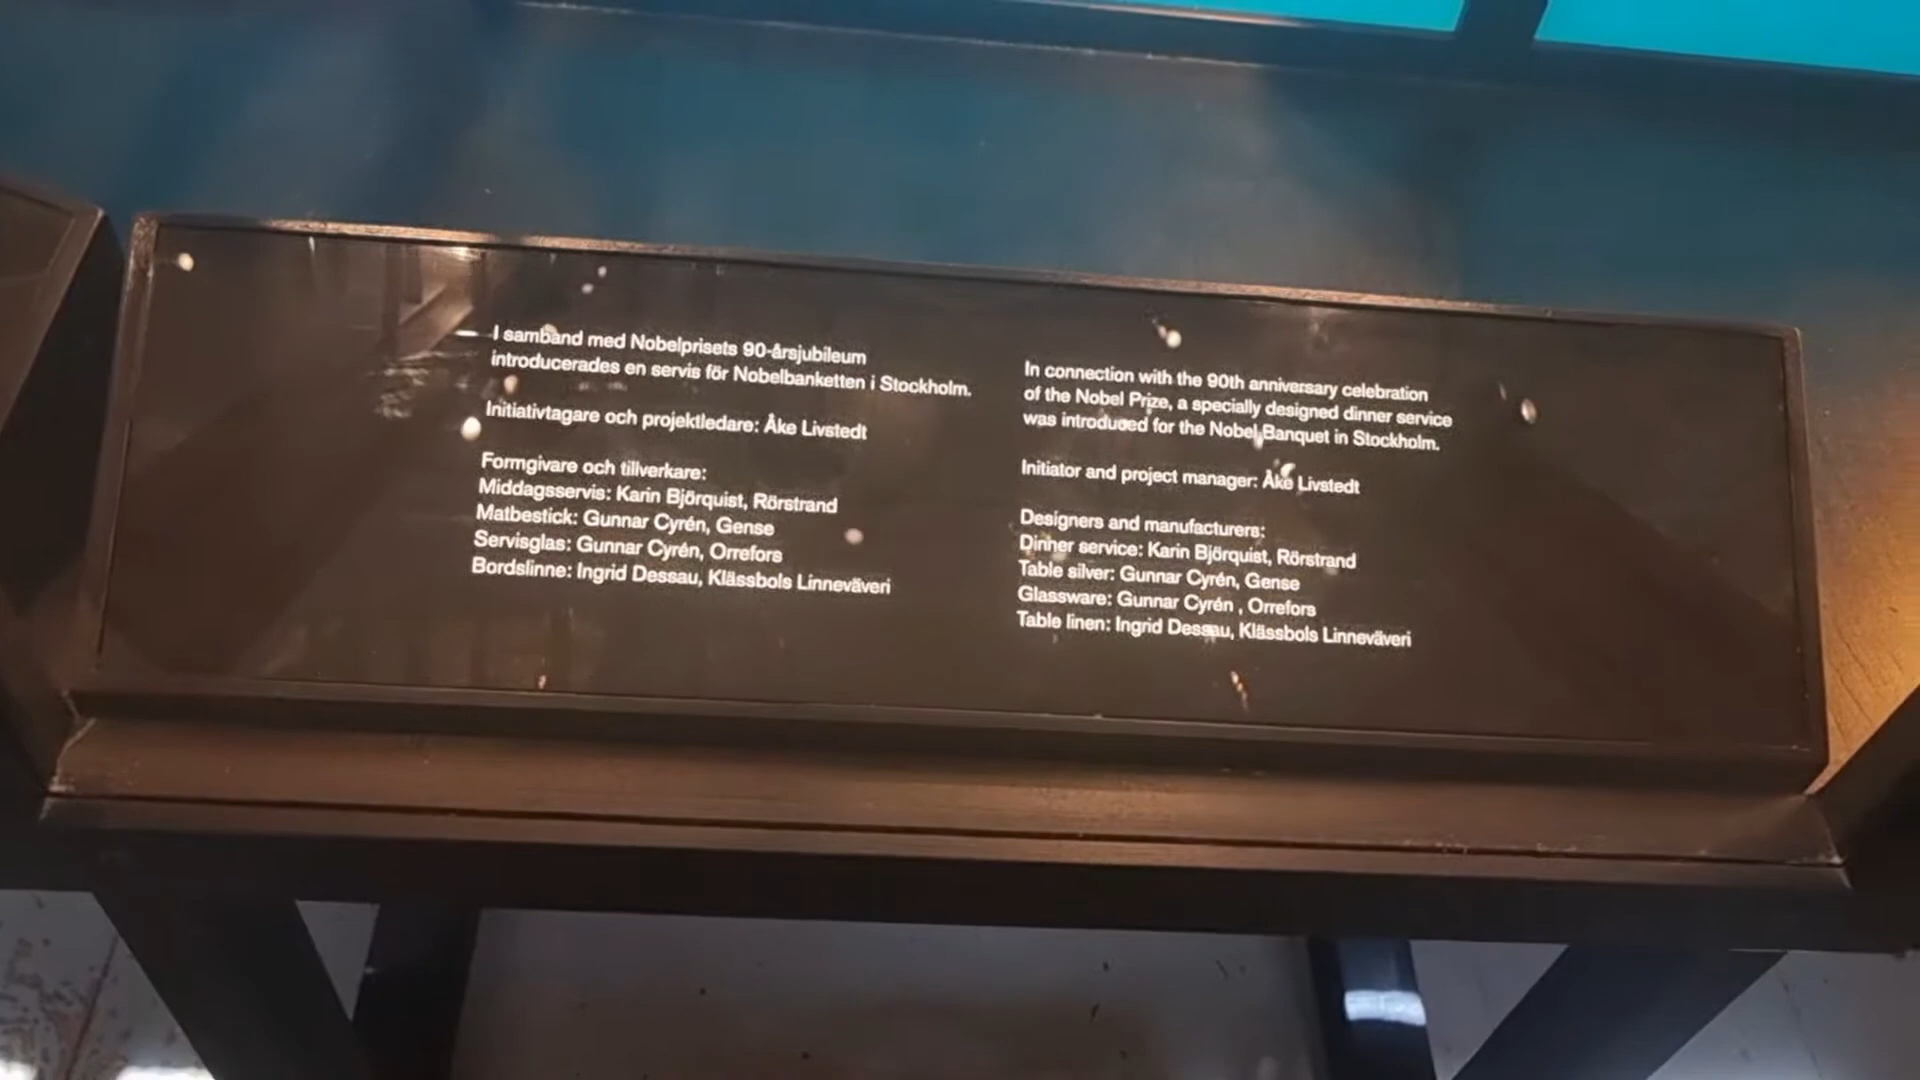 I samband med Nobelprisets 90-årsjubileum
introducerades en servis för Nobelbanketten i Stockholm.
Initiativtagare och projektledare: Åke Livstedt
Formgivare och tillverkare:
Middagsservis: Karin Björquist, Rörstrand
Matbestick: Gunnar Cyrén, Gense
Servisglas: Gunnar Cyrén, Orrefors
Bordslinne: Ingrid Dessau, Klässbols Linneväveri
In connection with the 90th anniversary celebration
of the Nobel Prize, a specially designed dinner service
was introduced for the Nobel Banquet in Stockholm.
Initiator and project manager: Åke Livstedt
Designers and manufacturers:
Dinner service: Karin Björquist, Rörstrand
Table silver: Gunnar Cyrén, Gense
Glassware: Gunnar Cyrén , Orrefors
Table linen: Ingrid Dessau, Klässbols Linneväveri